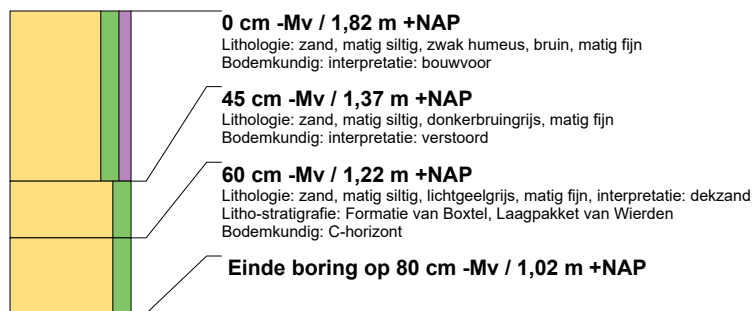 0 cm -Mv / 1,82 m +NAP
Lithologie: zand, matig siltig, zwak humeus, bruin, matig fijn
Bodemkundig: interpretatie: bouwvoor
45 cm -Mv / 1,37 m +NAP
Lithologie: zand, matig siltig, donkerbruingrijs, matig fijn
Bodemkundig: interpretatie: verstoord
60 cm -Mv / 1,22 m +NAP
Lithologie: zand, matig siltig, lichtgeelgrijs, matig fijn, interpretatie: dekzand
Litho-stratigrafie: Formatie van Boxtel, Laagpakket van Wierden
Bodemkundig: C-horizont
Einde boring op 80 cm -Mv / 1,02 m +NAP